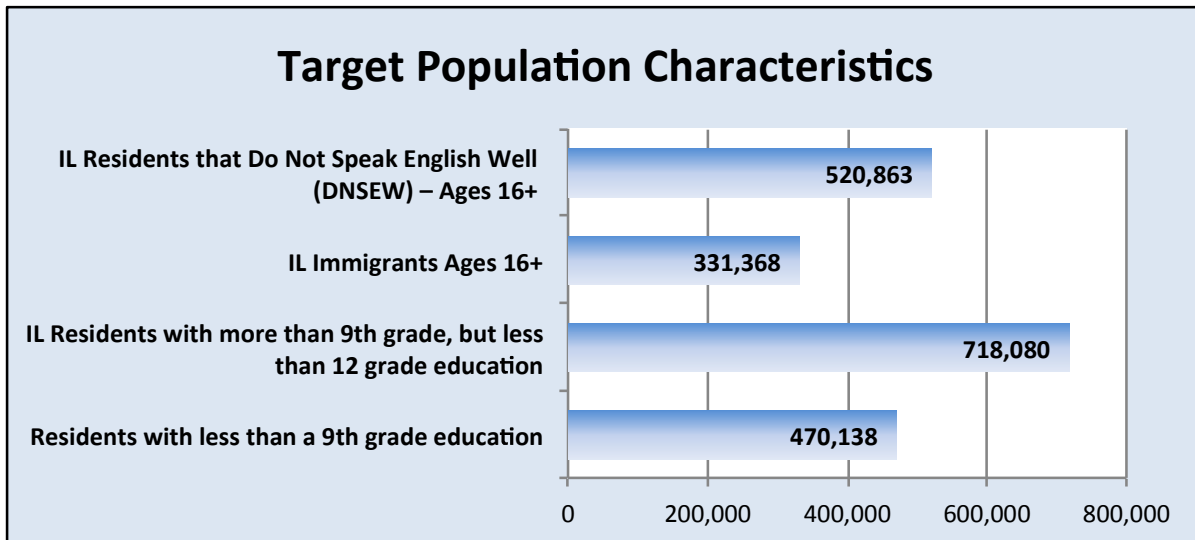 Target Population Characteristics
IL Residents that Do Not Speak English Well
(DNSEW) – Ages 16+
520,863
IL Immigrants Ages 16+
331,368
IL Residents with more than 9th grade, but less
than 12 grade education
718,080
Residents with less than a 9th grade education
470,138
0 200,000 400,000 600,000 800,000